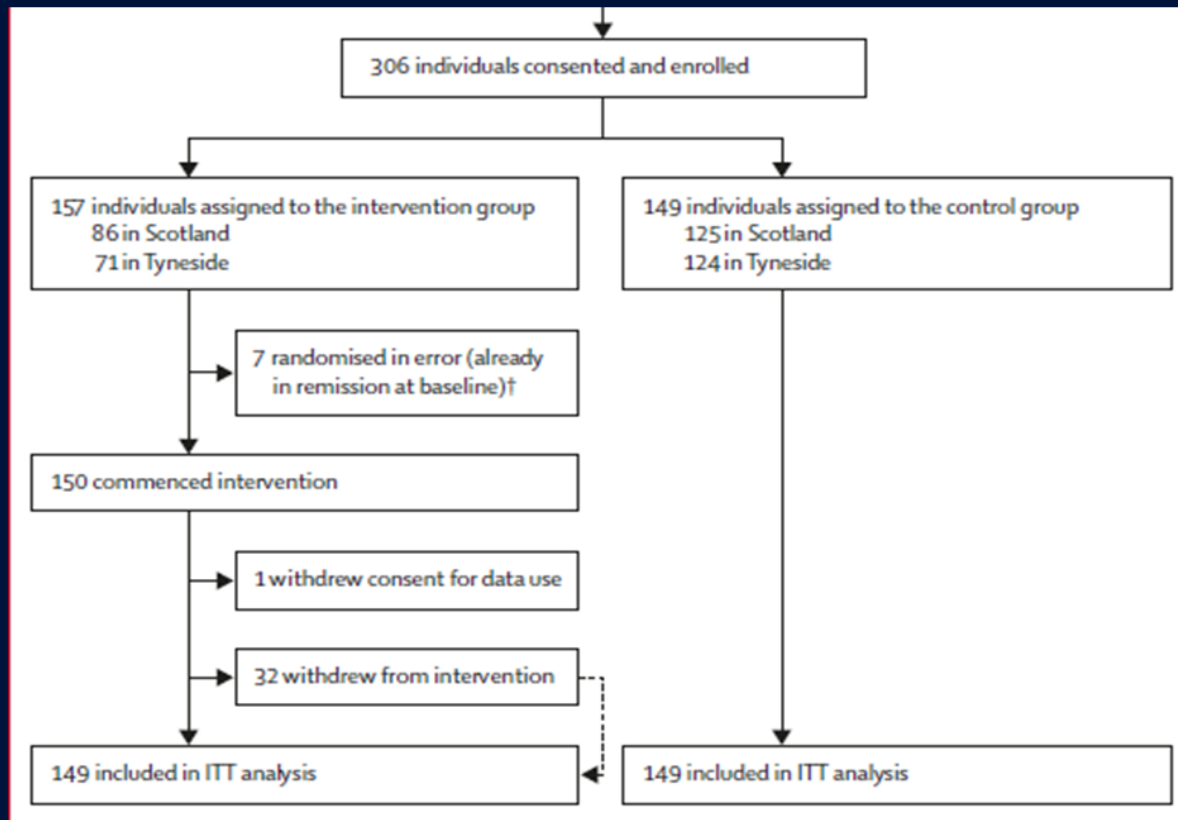 306 individuals consented and enrolled
157 individuals assigned to the intervention group
86 in Scotland
71 in Tyneside
149 individuals assigned to the control group
125 in Scotland
124 in Tyneside
7 randomised in error (already
in remission at baseline)†
150 commenced intervention
1 withdrew consent for data use
32 withdrew from intervention
149 included in ITT analysis
149 included in ITT analysis